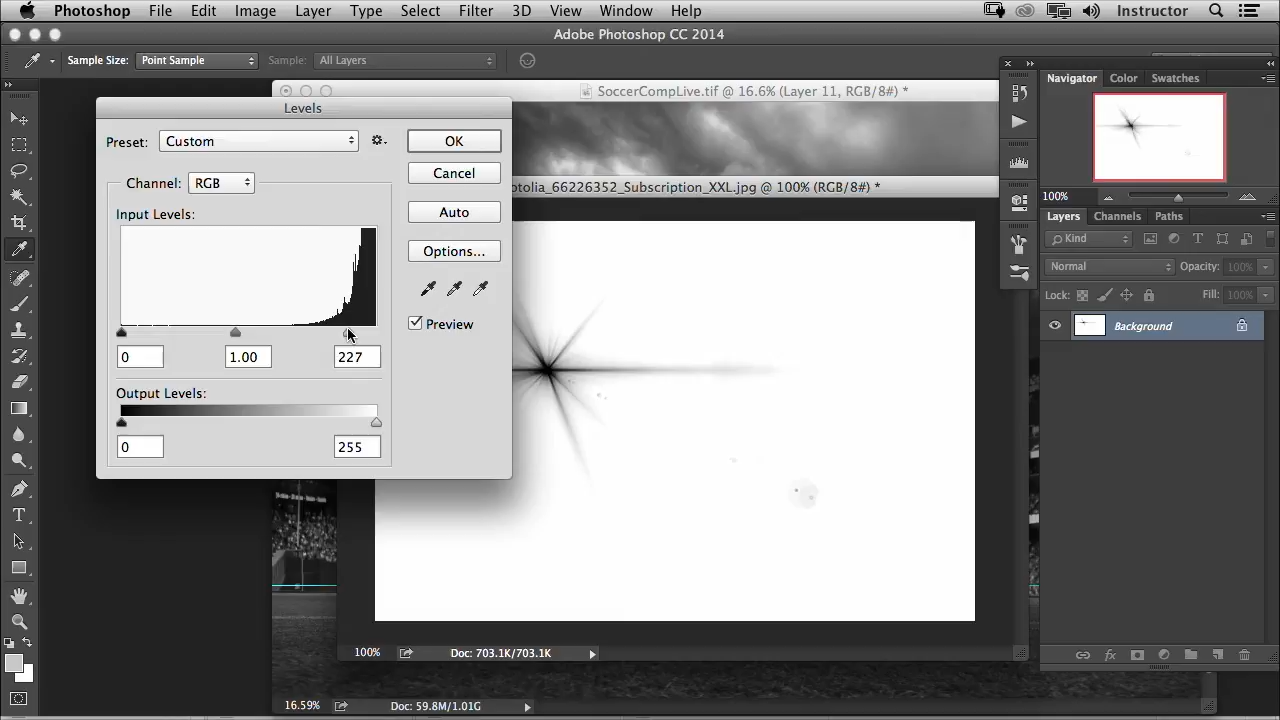 Photoshop File Edit Image Layer Type Select Filter 3D View Window Help Instructor
Adobe Photoshop CC 2014
Sample Size: Point Sample Sample: All Layers
SoccerCompLive.tif @ 16.6% (Layer 11, RGB/8#) *
Navigator Color Swatches
Levels
Preset: Custom OK
Channel: RGB Cancel
otolia_66226352_Subscription_XXL.jpg @ 100% (RGB/8#) *
100%
Input Levels: Auto
Layers Channels Paths
Kind
Options...
Normal Opacity: 100%
Lock: Fill: 100%
Preview
Background
0 1.00 227
Output Levels:
0 255
100% Doc: 703.1K/703.1K
16.59% Doc: 59.8M/1.01G
T
fx